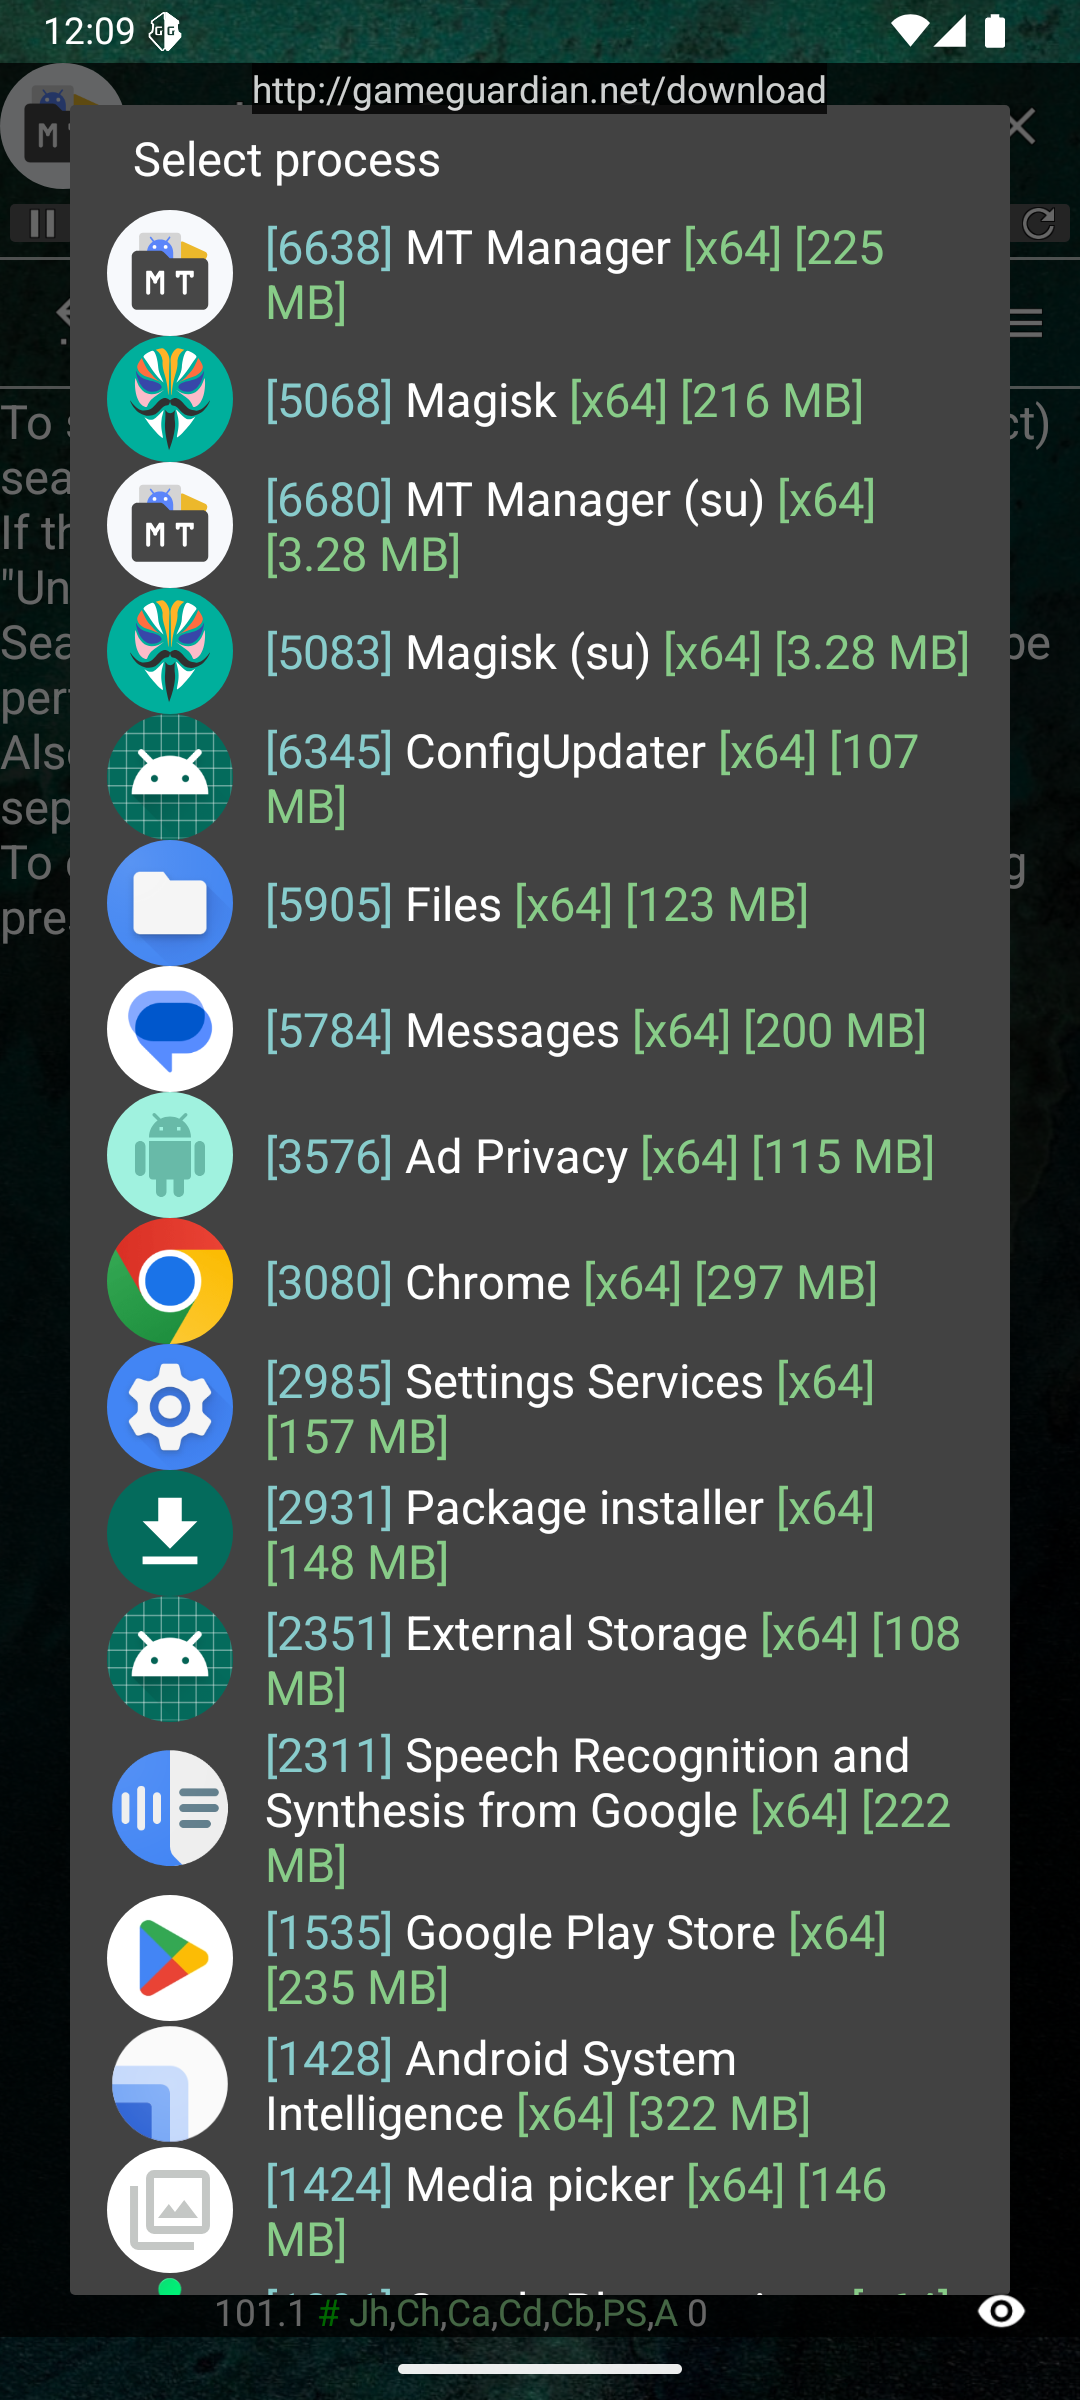 12:09
http://gameguardian.net/download
Select process
[6638] MT Manager [x64] [225
MB]
[5068] Magisk [x64] [216 MB]
[6680] MT Manager (su) [x64]
[3.28 MB]
[5083] Magisk (su) [x64] [3.28 MB]
[6345] ConfigUpdater [x64] [107
MB]
[5905] Files [x64] [123 MB]
[5784] Messages [x64] [200 MB]
[3576] Ad Privacy [x64] [115 MB]
[3080] Chrome [x64] [297 MB]
[2985] Settings Services [x64]
[157 MB]
[2931] Package installer [x64]
[148 MB]
[2351] External Storage [x64] [108
MB]
[2311] Speech Recognition and
Synthesis from Google [x64] [222
MB]
[1535] Google Play Store [x64]
[235 MB]
[1428] Android System
Intelligence [x64] [322 MB]
[1424] Media picker [x64] [146
MB]
101.1 # Jh,Ch,Ca,Cd,Cb,PS,A 0